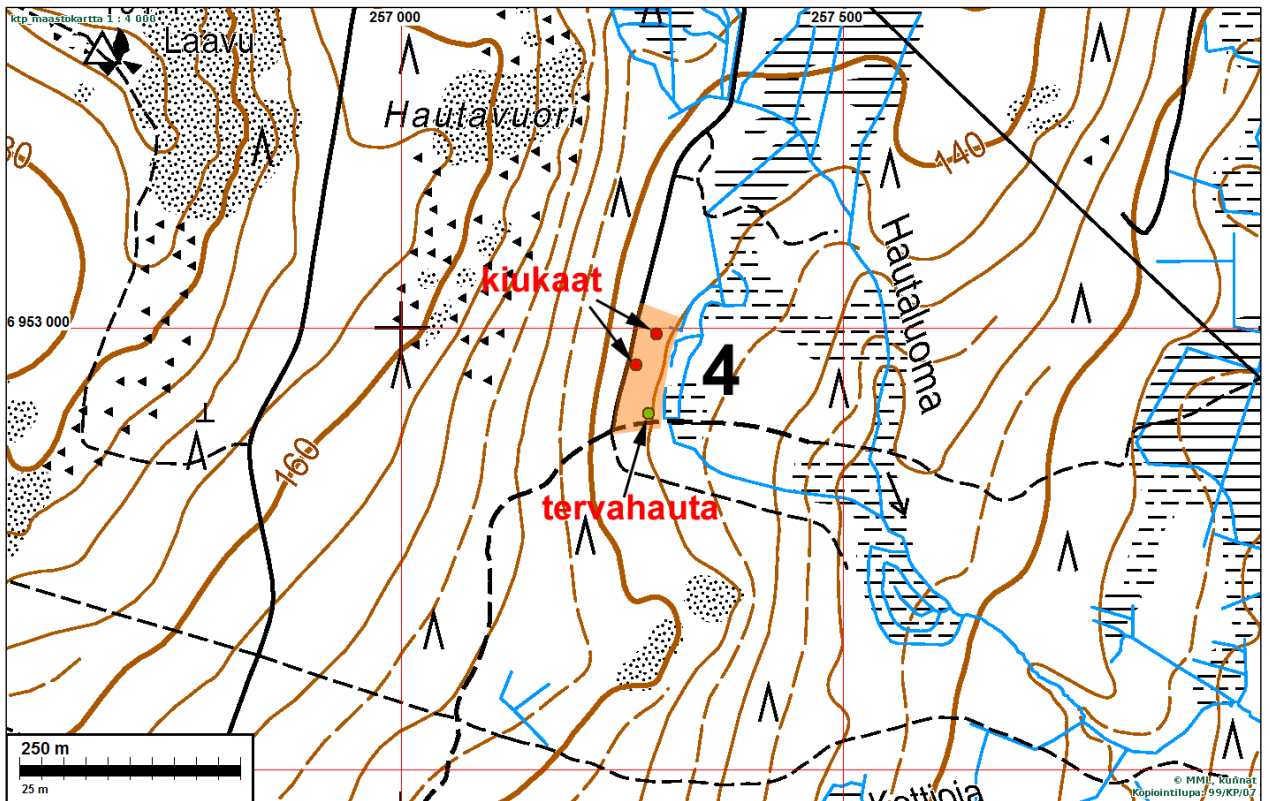 ktp_maastokartta 1 : 4 000
257 000
257 500
Laavu
Hautavuori
140
kiukaat
6 953 000
Hautaluoma
4
160
tervahauta
250 m
25 m
© MML, kunnat
Kopiointilupa: 99/KP/07